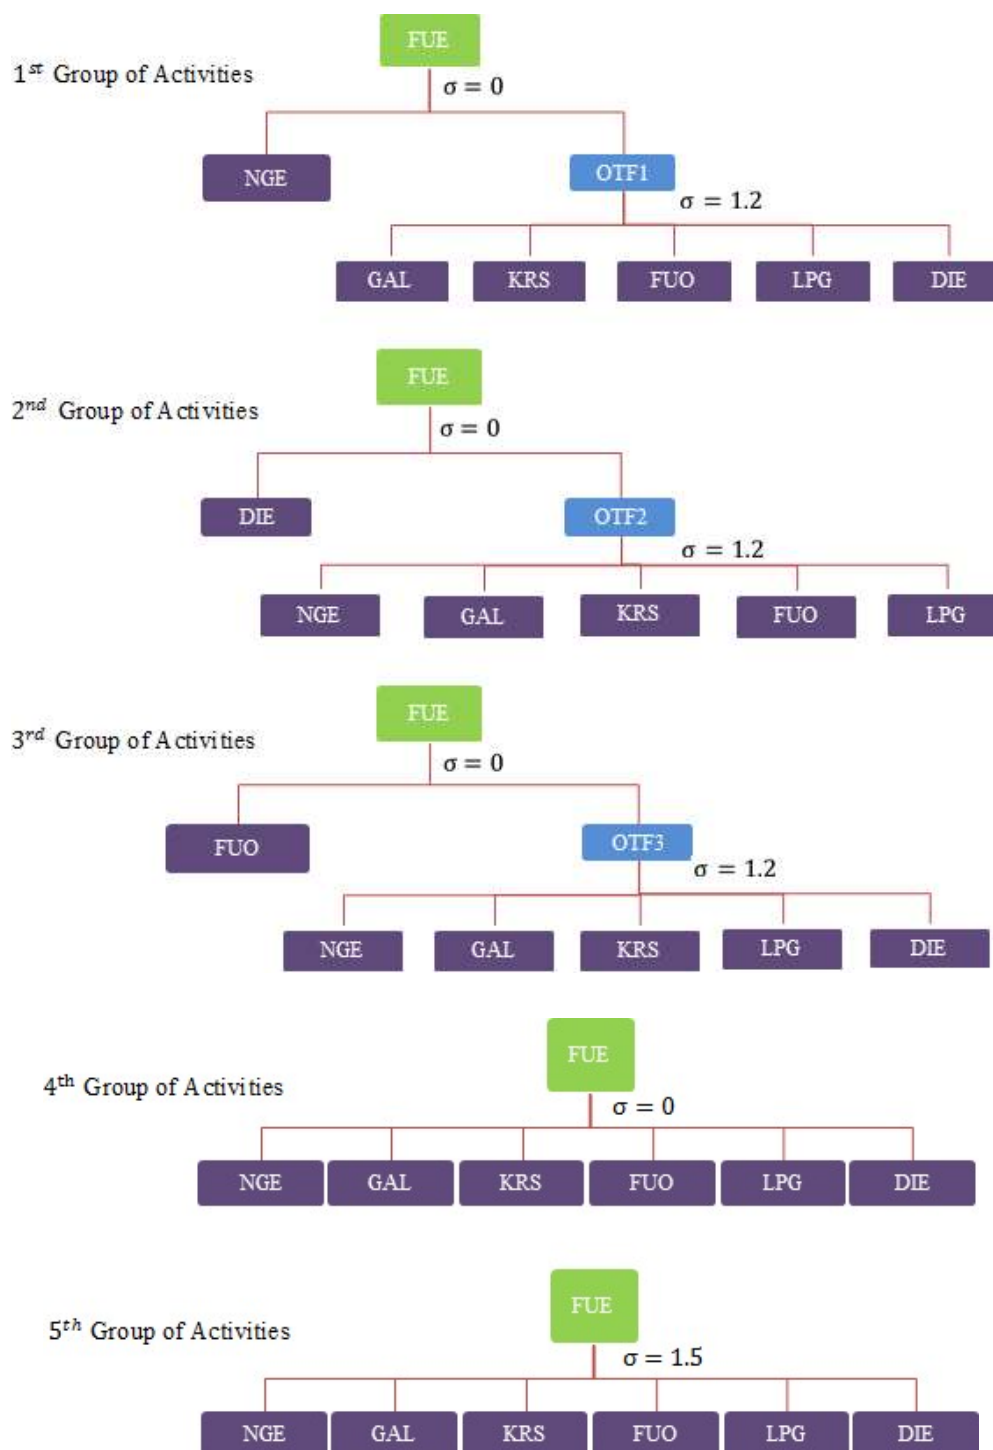 FUE
1st Group of Activities
σ = 0
NGE
OTF1
σ = 1.2
GAL KRS FUO LPG DIE
FUE
2nd Group of Activities
σ = 0
DIE
OTF2
σ = 1.2
NGE GAL KRS FUO LPG
FUE
3rd Group of Activities
σ = 0
FUO
OTF3
σ = 1.2
NGE GAL KRS LPG DIE
FUE
4th Group of Activities
σ = 0
NGE GAL KRS FUO LPG DIE
FUE
5th Group of Activities
σ = 1.5
NGE GAL KRS FUO LPG DIE